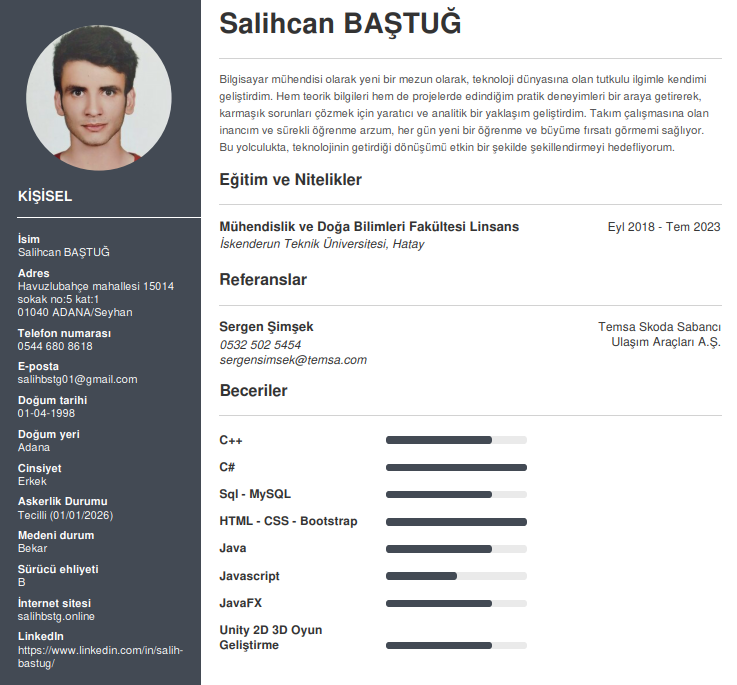 KİŞİSEL
İsim
Salihcan BAŞTUĞ
Adres
Havuzlubahçe mahallesi 15014
sokak no:5 kat:1
01040 ADANA/Seyhan
Telefon numarası
0544 680 8618
E-posta
salihbstg01@gmail.com
Doğum tarihi
01-04-1998
Doğum yeri
Adana
Cinsiyet
Erkek
Askerlik Durumu
Tecilli (01/01/2026)
Medeni durum
Bekar
Sürücü ehliyeti
B
İnternet sitesi
salihbstg.online
LinkedIn
https://www.linkedin.com/in/salih-
bastug/
Salihcan BAŞTUĞ
Bilgisayar mühendisi olarak yeni bir mezun olarak, teknoloji dünyasına olan tutkulu ilgimle kendimi
geliştirdim. Hem teorik bilgileri hem de projelerde edindiğim pratik deneyimleri bir araya getirerek,
karmaşık sorunları çözmek için yaratıcı ve analitik bir yaklaşım geliştirdim. Takım çalışmasına olan
inancım ve sürekli öğrenme arzum, her gün yeni bir öğrenme ve büyüme fırsatı görmemi sağlıyor.
Bu yolculukta, teknolojinin getirdiği dönüşümü etkin bir şekilde şekillendirmeyi hedefliyorum.
Eğitim ve Nitelikler
Mühendislik ve Doğa Bilimleri Fakültesi Linsans Eyl 2018 - Tem 2023
İskenderun Teknik Üniversitesi, Hatay
Referanslar
Sergen Şimşek Temsa Skoda Sabancı
0532 502 5454 Ulaşım Araçları A.Ş.
sergensimsek@temsa.com
Beceriler
C++
C#
Sql - MySQL
HTML - CSS - Bootstrap
Java
Javascript
JavaFX
Unity 2D 3D Oyun
Geliştirme